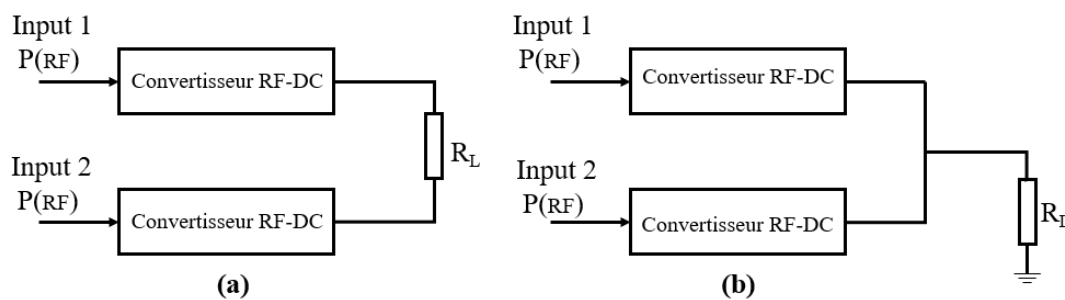 Input 1
P(RF)
Convertisseur RF-DC
R_L
Input 2
P(RF)
Convertisseur RF-DC
(a)
Input 1
P(RF)
Convertisseur RF-DC
Input 2
P(RF)
Convertisseur RF-DC
R_L
(b)